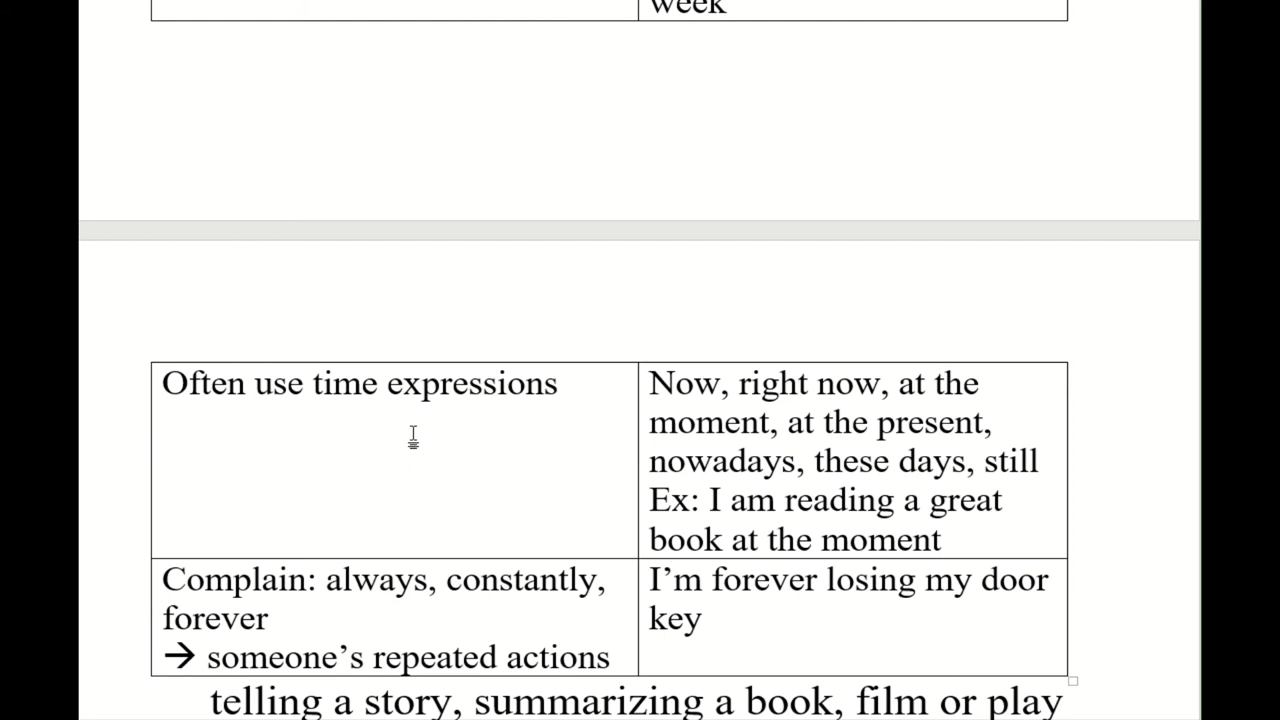 week
Often use time expressions
Now, right now, at the
moment, at the present,
nowadays, these days, still
Ex: I am reading a great
book at the moment
Complain: always, constantly,
forever
→ someone’s repeated actions
I’m forever losing my door
key
telling a story, summarizing a book, film or play